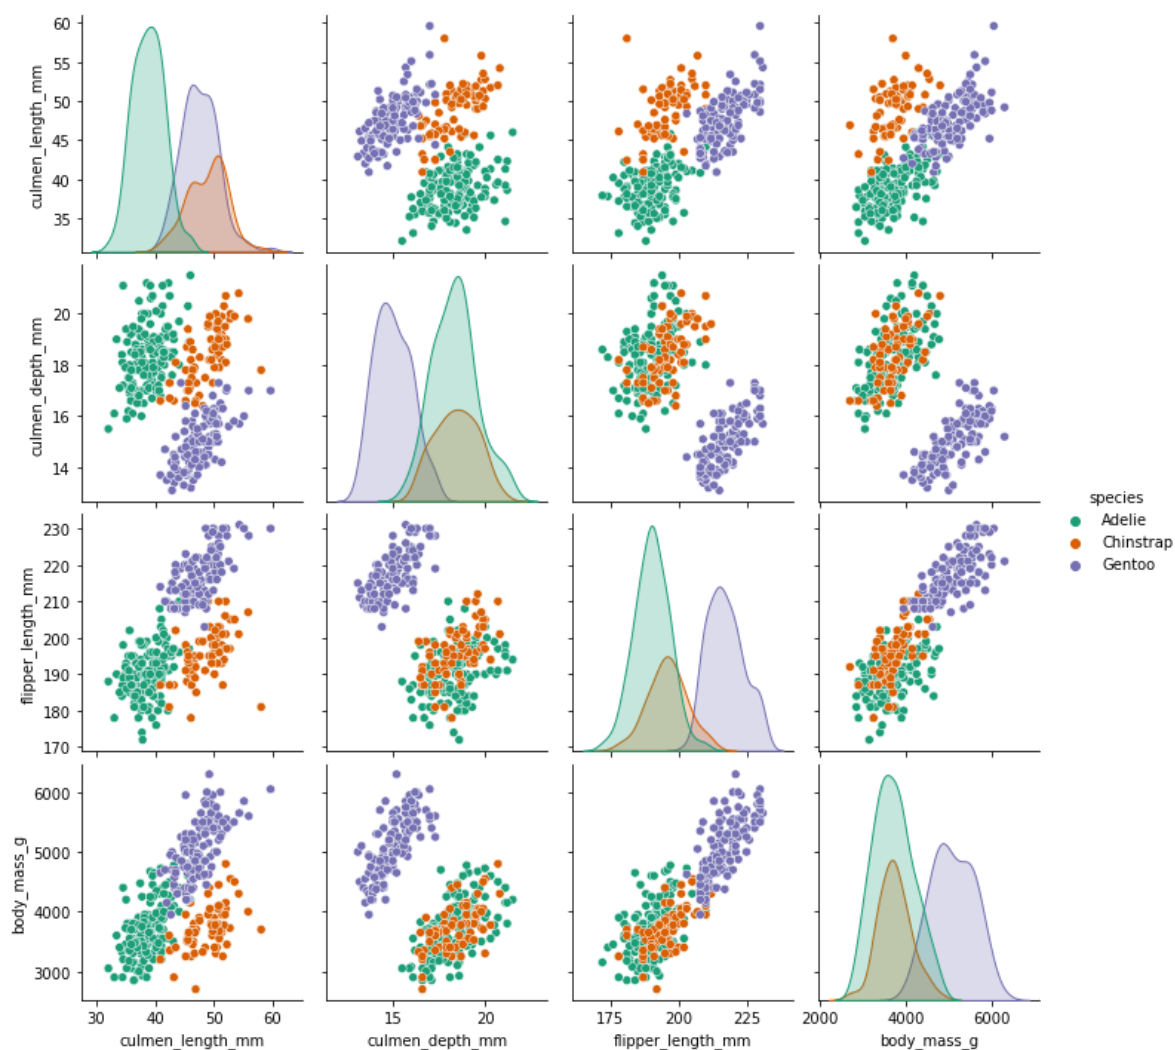 60
55
50
45
40
35
culmen_length_mm
20
18
16
14
culmen_depth_mm
species
Adelie
Chinstrap
Gentoo
230
220
210
200
190
180
170
flipper_length_mm
6000
5000
4000
3000
body_mass_g
30 40 50 60
culmen_length_mm
15 20
culmen_depth_mm
175 200 225
flipper_length_mm
2000 4000 6000
body_mass_g